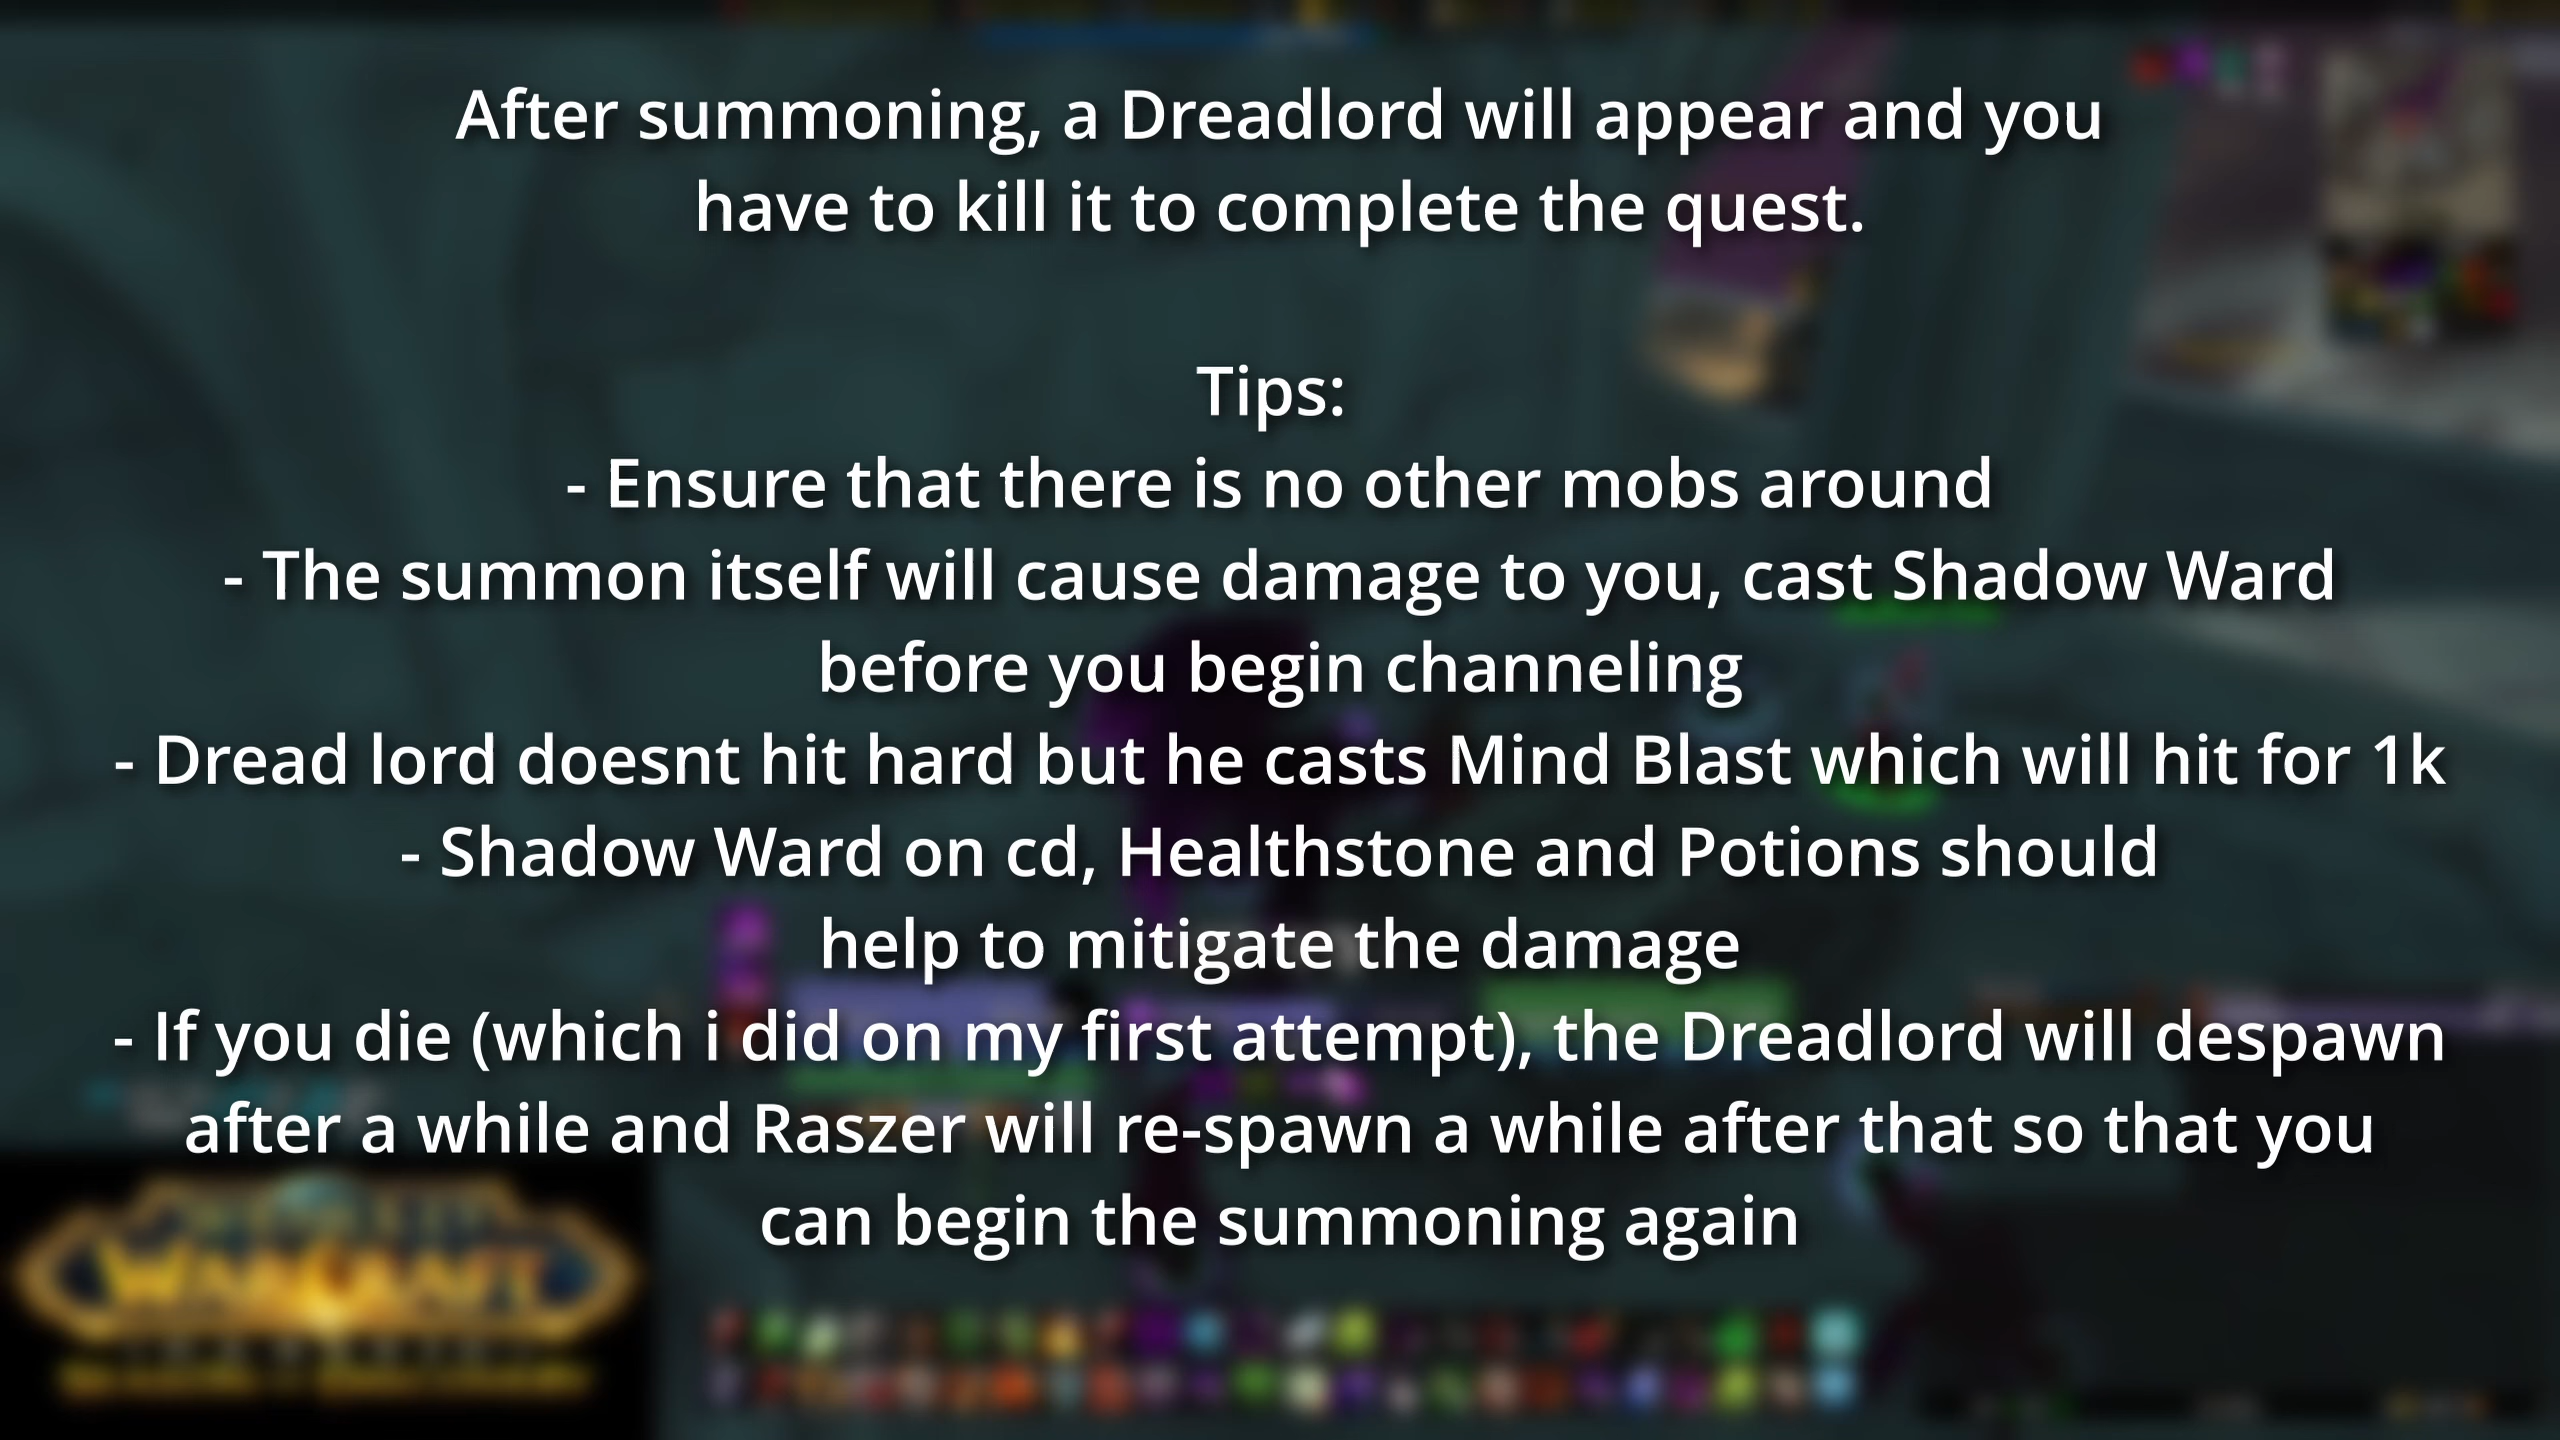 After summoning, a Dreadlord will appear and you
have to kill it to complete the quest.
Tips:
- Ensure that there is no other mobs around
- The summon itself will cause damage to you, cast Shadow Ward
before you begin channeling
- Dread lord doesnt hit hard but he casts Mind Blast which will hit for 1k
- Shadow Ward on cd, Healthstone and Potions should
help to mitigate the damage
- If you die (which i did on my first attempt), the Dreadlord will despawn
after a while and Raszer will re-spawn a while after that so that you
can begin the summoning again
WARCRAFT